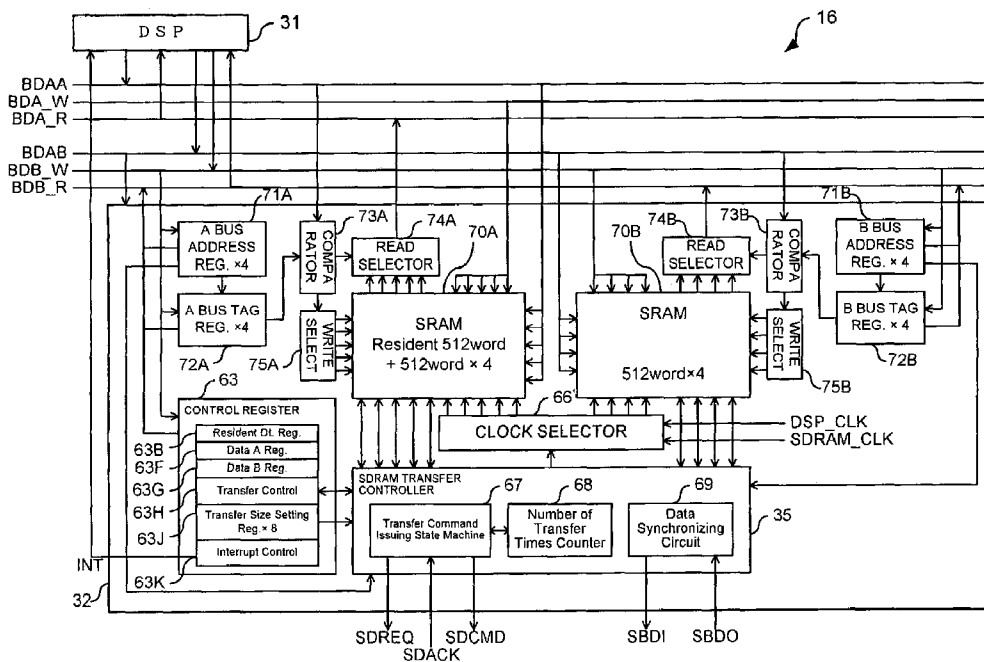 DSP
31
16
BDAA
BDA_W
BDA_R
BDAB
BDB_W
BDB_R
71A
73A
74A
70A
70B
74B
73B
71B
A BUS
ADDRESS
REG. ×4
COMPA
RATOR
READ
SELECTOR
READ
SELECTOR
COMPA
RATOR
B BUS
ADDRESS
REG. ×4
A BUS TAG
REG. ×4
72A
75A
WRITE
SELECT
SRAM
Resident 512word
+ 512word × 4
SRAM
512word×4
WRITE
SELECT
B BUS TAG
REG. ×4
72B
75B
63
66
CONTROL REGISTER
63B
Resident DL Reg.
63F
Data A Reg.
63G
Data B Reg.
63H
Transfer Control
63J
Transfer Size Setting
Reg.× 8
Interrupt Control
63K
INT
32
CLOCK SELECTOR
DSP_CLK
SDRAM_CLK
SDRAM TRANSFER
CONTROLLER
67
68
69
Transfer Command
Issuing State Machine
Number of
Transfer
Times Counter
Data
Synchronizing
Circuit
35
SDREQ
SDACK
SDCMD
SBDI
SBDO